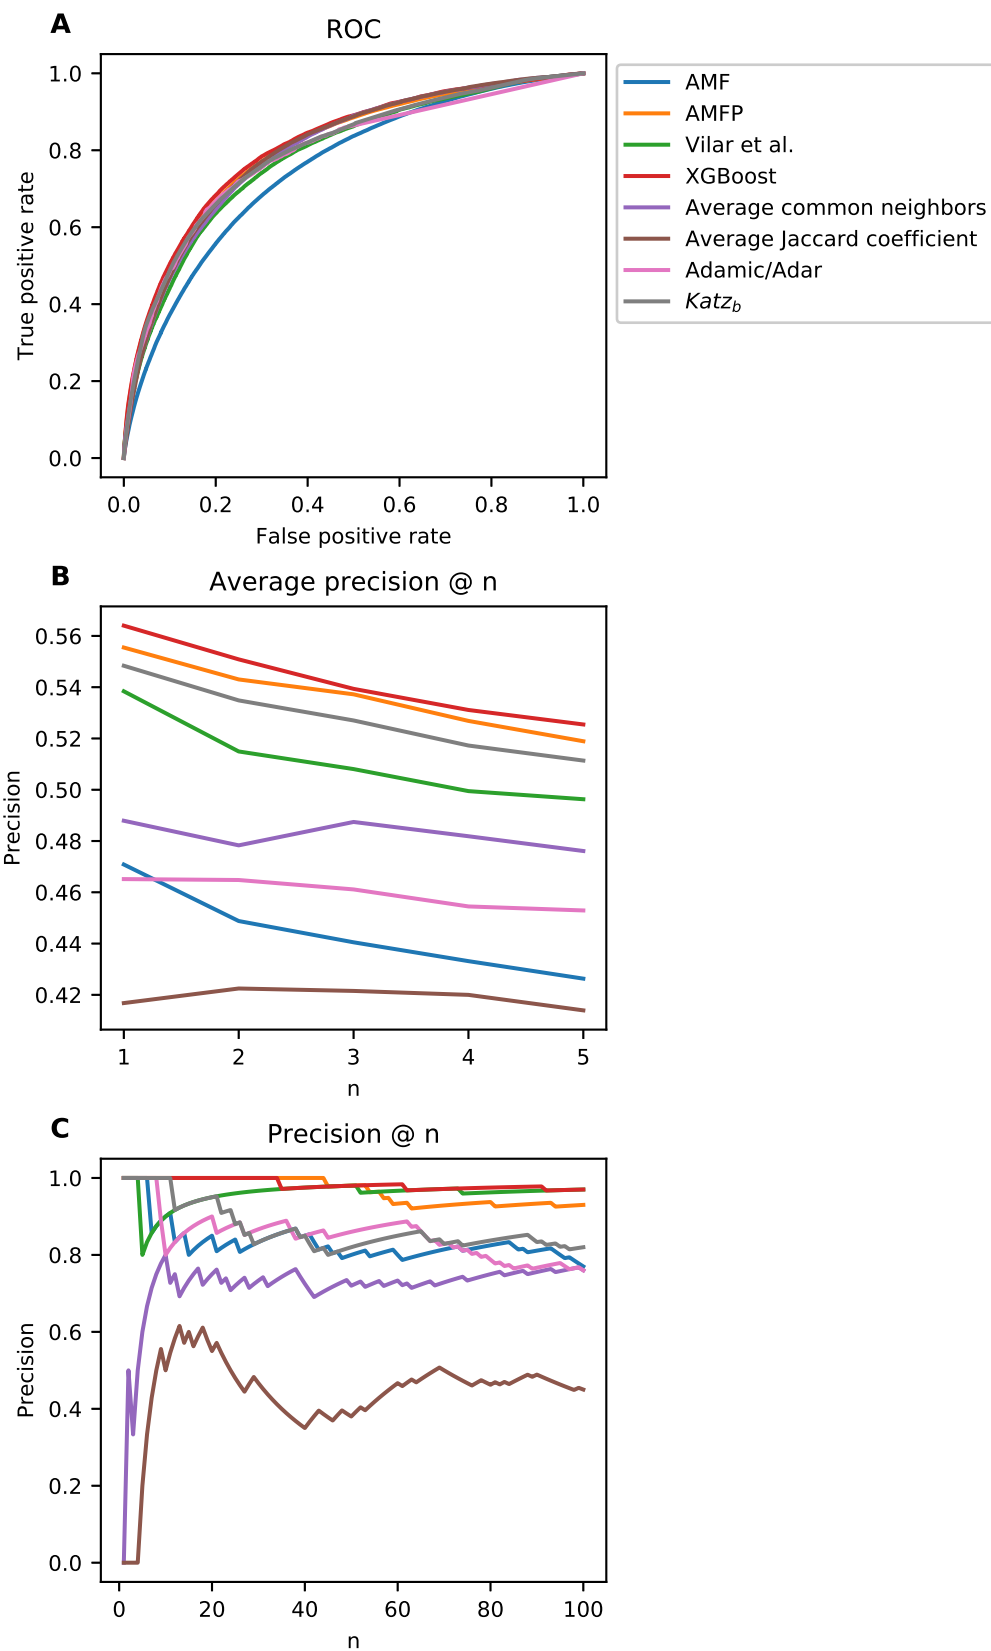 A
ROC
1.0
0.8
0.6
0.4
0.2
0.0
True positive rate
0.0 0.2 0.4 0.6 0.8 1.0
False positive rate
AMF
AMFP
Vilar et al.
XGBoost
Average common neighbors
Average Jaccard coefficient
Adamic/Adar
Katz_b
B
Average precision @ n
0.56
0.54
0.52
0.50
0.48
0.46
0.44
0.42
Precision
1 2 3 4 5
n
C
Precision @ n
1.0
0.8
0.6
0.4
0.2
0.0
Precision
0 20 40 60 80 100
n